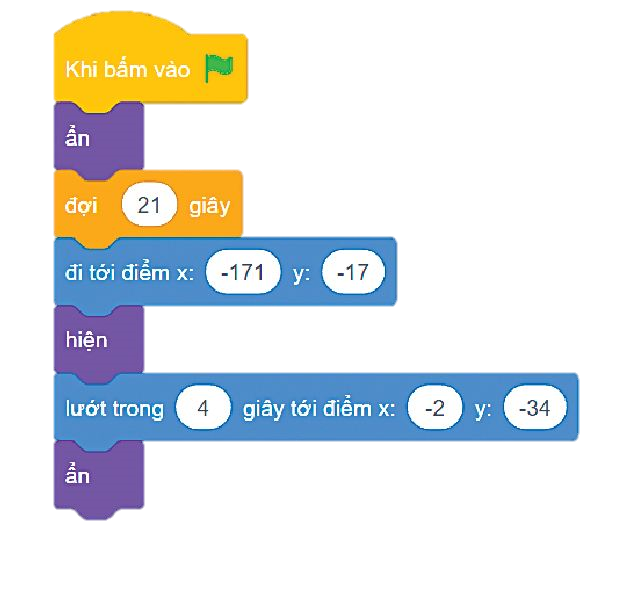 Khi bấm vào
ẩn
đợi 21 giây
đi tới điểm x: -171 y: -17
hiện
lướt trong 4 giây tới điểm x: -2 y: -34
ẩn